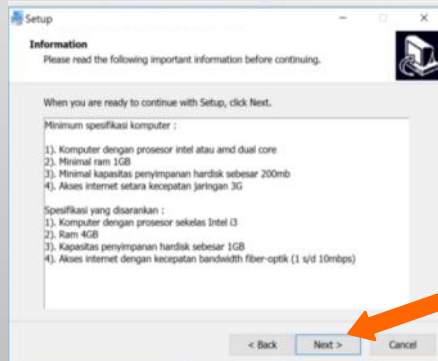 Setup
Information
Please read the following important information before continuing.
When you are ready to continue with Setup, click Next.
Minimum spesifikasi komputer :
1). Komputer dengan prosesor intel atau amd dual core
2). Minimal ram 1GB
3). Minimal kapasitas penyimpanan hardisk sebesar 200mb
4). Akses internet setara kecepatan jaringan 3G
Spesifikasi yang disarankan :
1). Komputer dengan prosesor sekelas Intel i3
2). Ram 4GB
3). Kapasitas penyimpanan hardisk sebesar 1GB
4). Akses internet dengan kecepatan bandwidth fiber-optik (1 s/d 10mbps)
< Back Next > Cancel